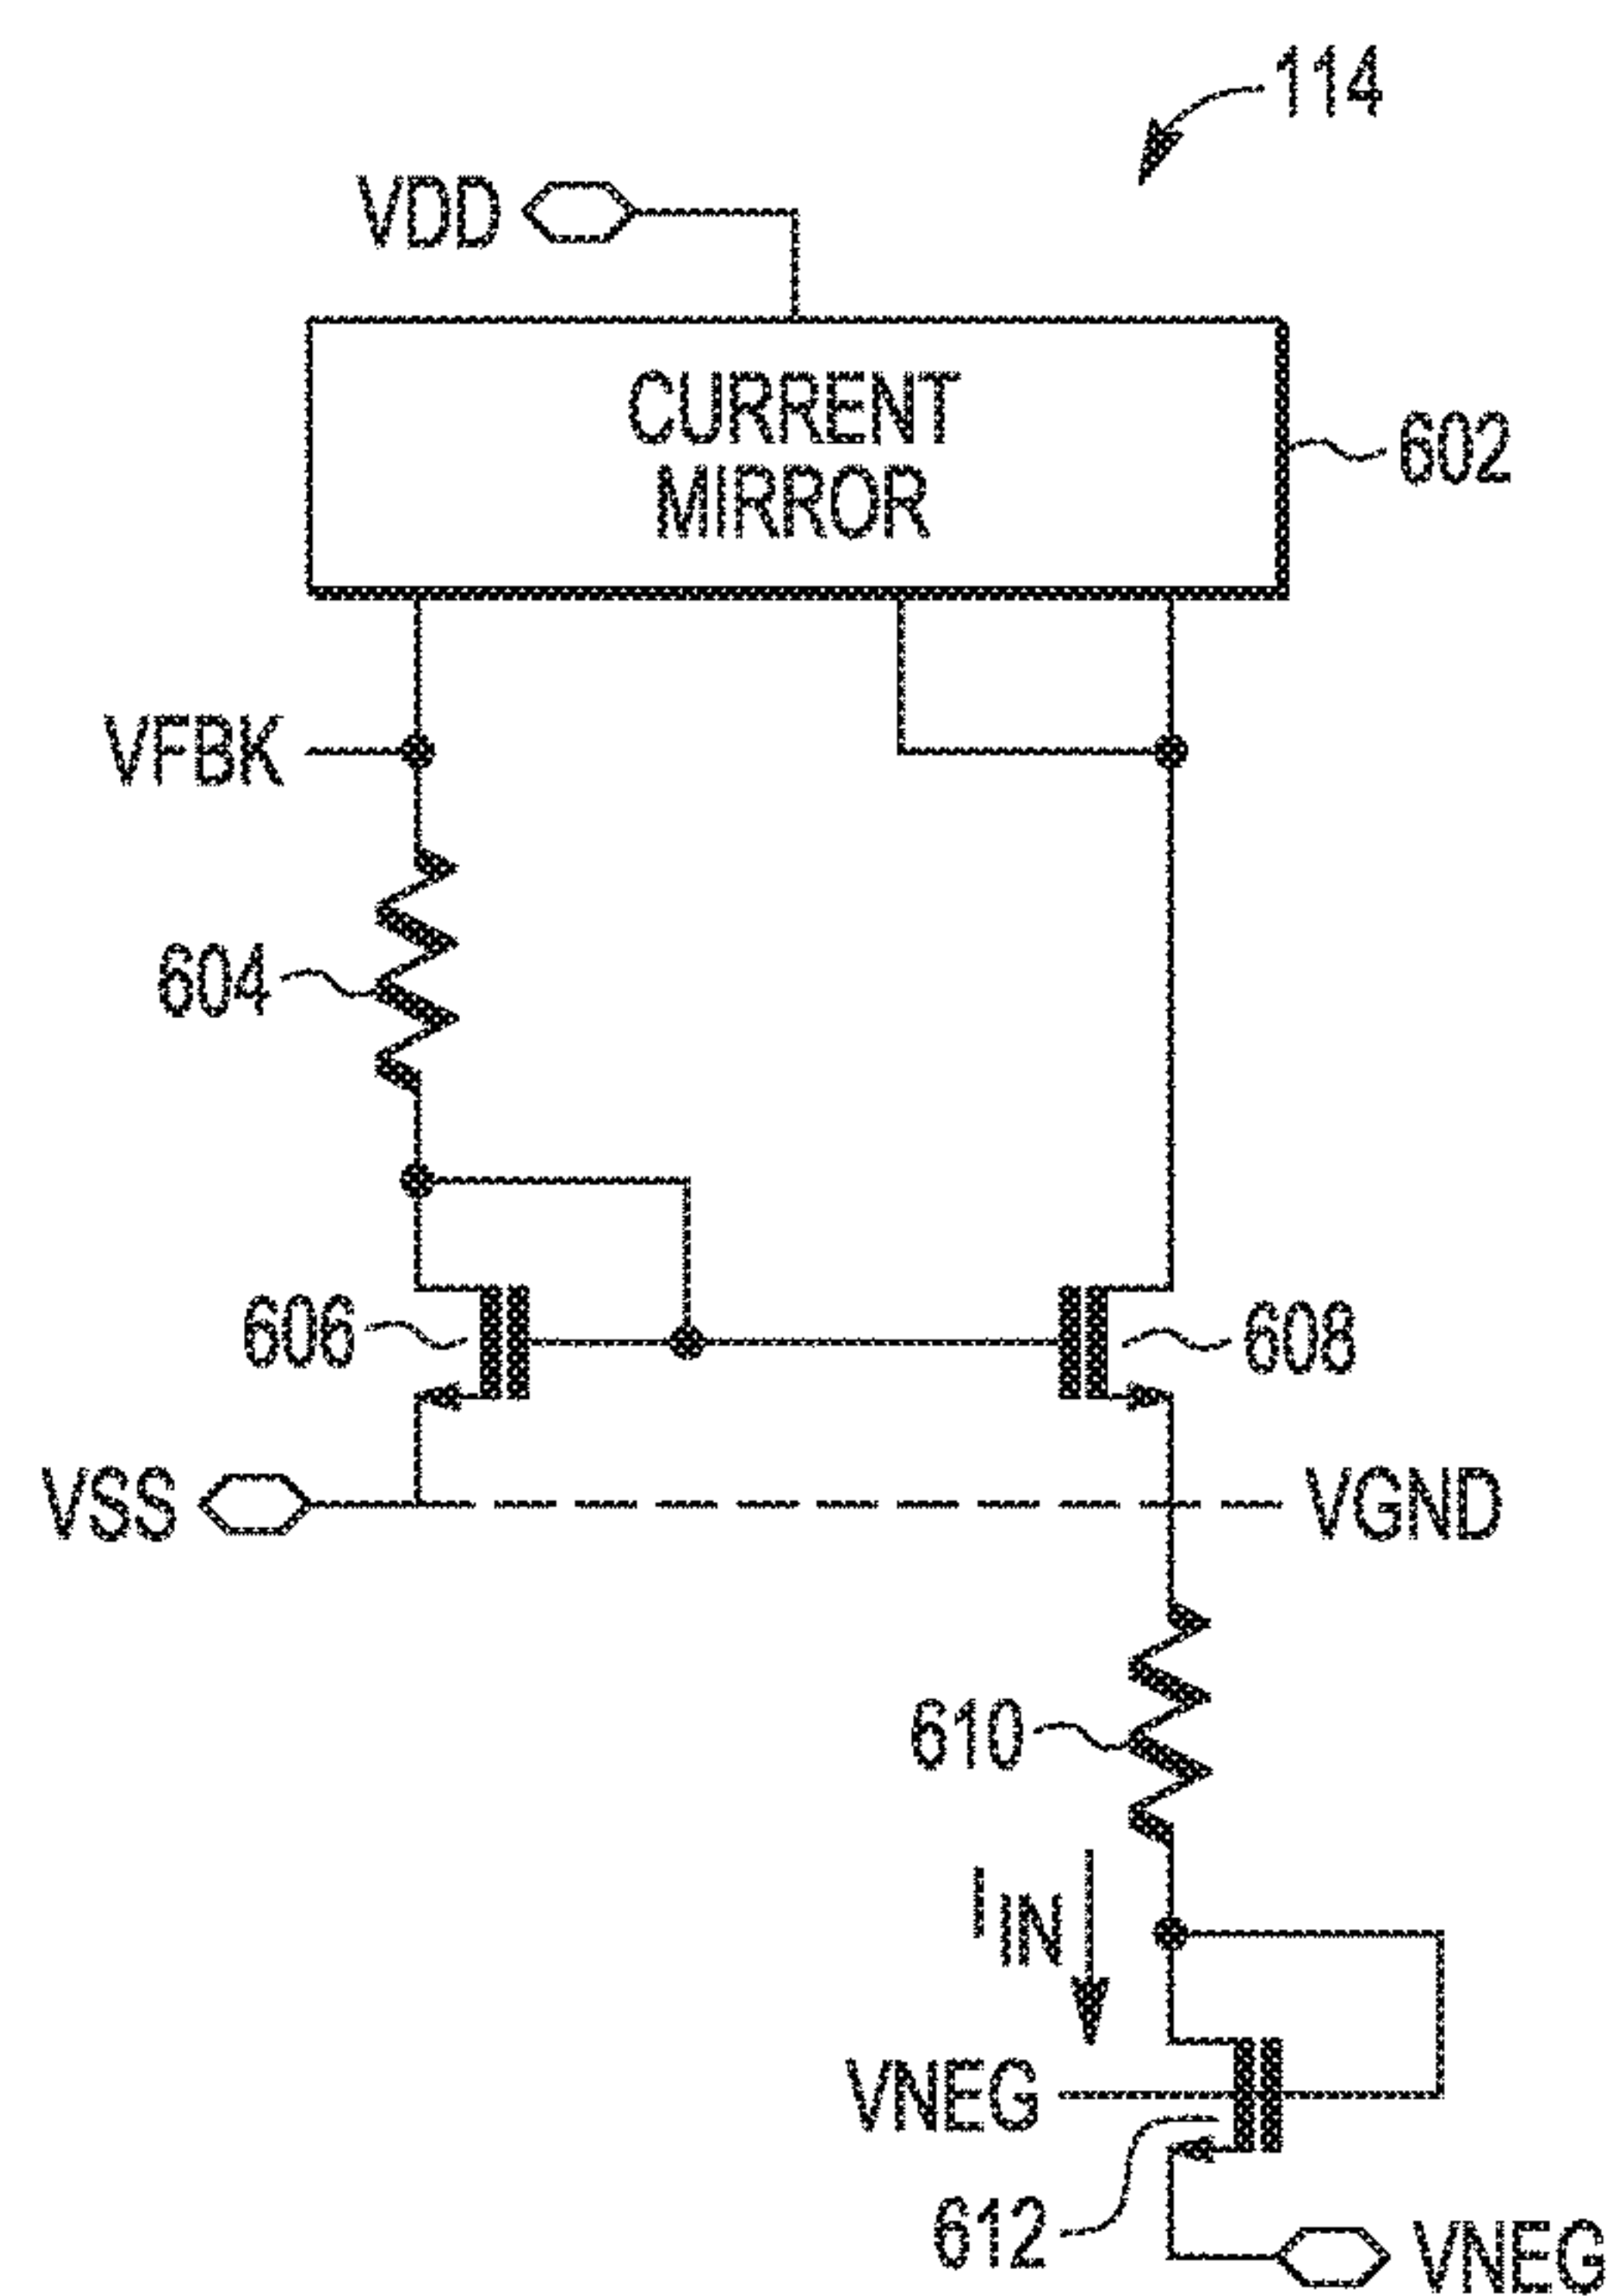 114
VDD
CURRENT
MIRROR
602
VFBK
604
606
608
VSS
VGND
610
IIN
VNEG
612
VNEG